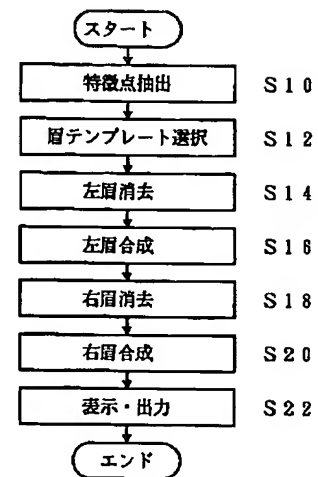 スタート
特徴点抽出 S10
眉テンプレート選択 S12
左眉消去 S14
左眉合成 S16
右眉消去 S18
右眉合成 S20
表示・出力 S22
エンド